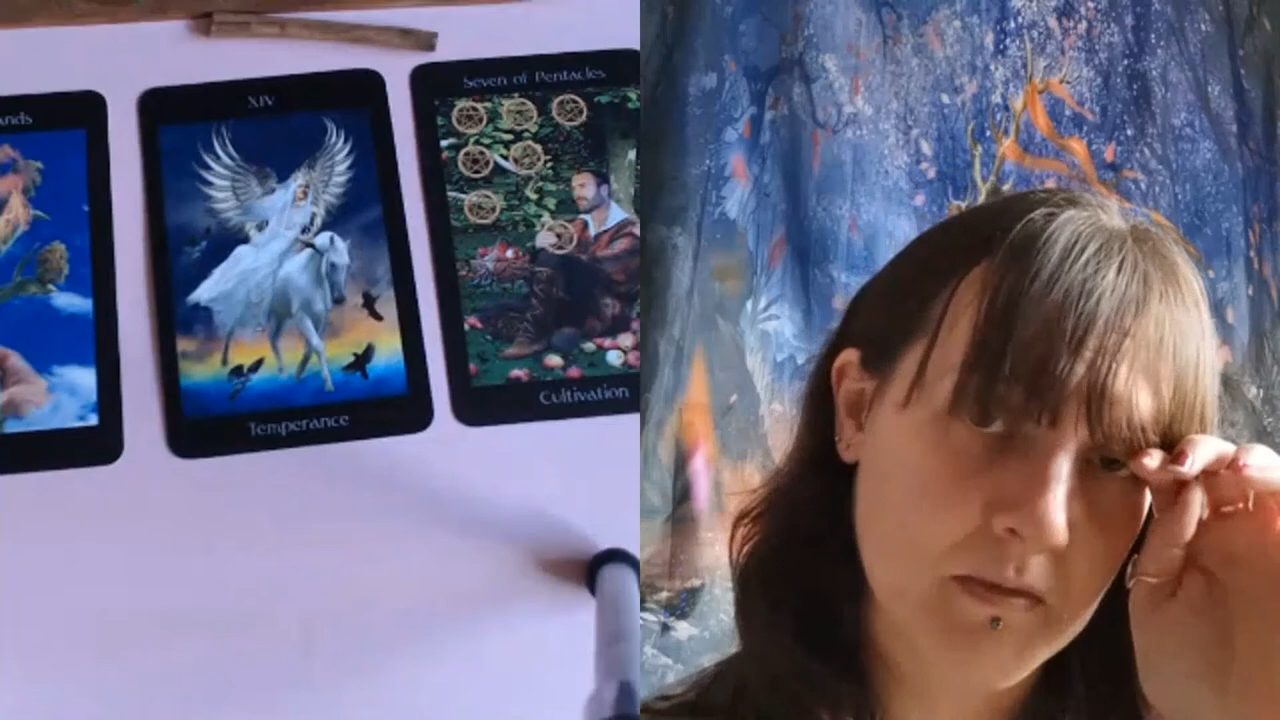 ands
XIV
Temperance
Seven of Pentacles
Cultivation